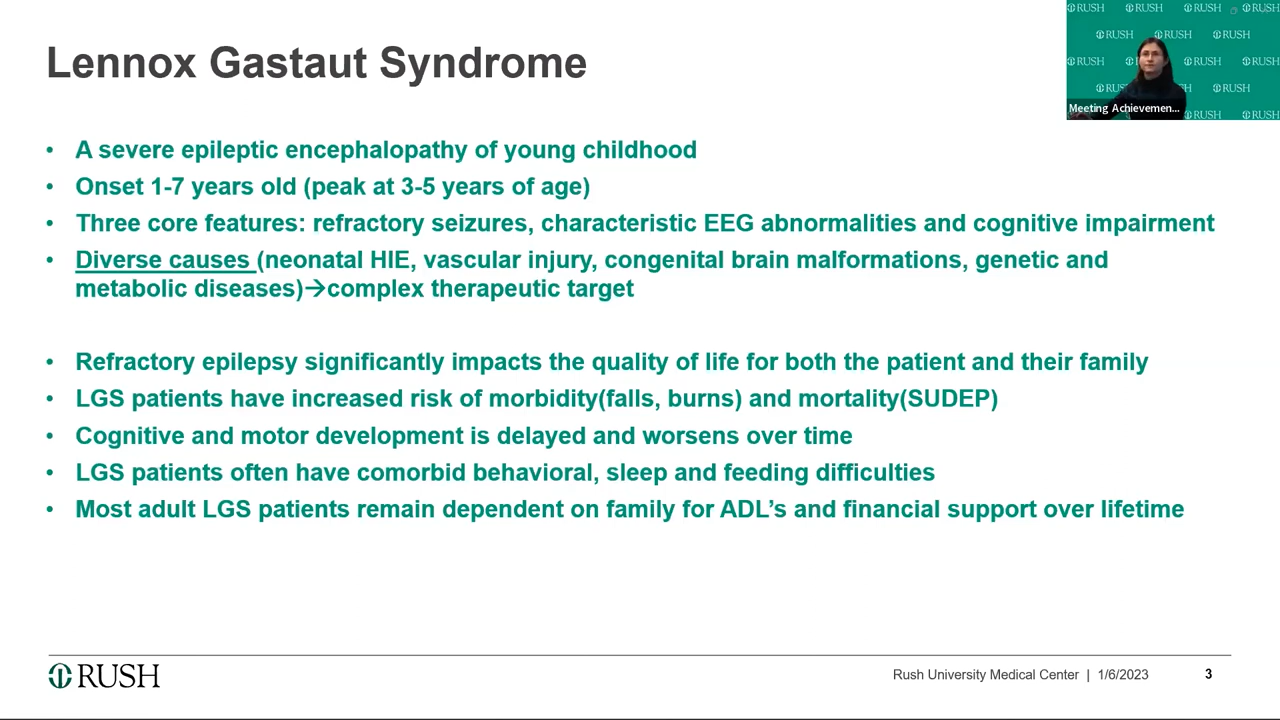 Lennox Gastaut Syndrome
RUSH RUSH RUSH RUSH
RUSH RUSH RUSH
RUSH RUSH RUSH
RUSH
Meeting Achievemen... RUSH RUSH
• A severe epileptic encephalopathy of young childhood
• Onset 1-7 years old (peak at 3-5 years of age)
• Three core features: refractory seizures, characteristic EEG abnormalities and cognitive impairment
• Diverse causes (neonatal HIE, vascular injury, congenital brain malformations, genetic and
metabolic diseases)→complex therapeutic target
• Refractory epilepsy significantly impacts the quality of life for both the patient and their family
• LGS patients have increased risk of morbidity(falls, burns) and mortality(SUDEP)
• Cognitive and motor development is delayed and worsens over time
• LGS patients often have comorbid behavioral, sleep and feeding difficulties
• Most adult LGS patients remain dependent on family for ADL's and financial support over lifetime
RUSH
Rush University Medical Center | 1/6/2023 3